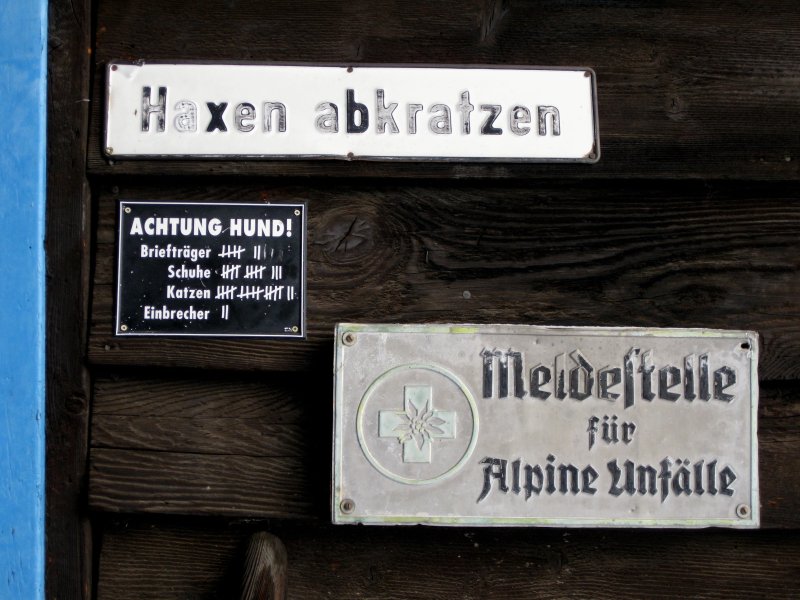 Haxen abkratzen
ACHTUNG HUND!
Briefträger
Schuhe
Katzen
Einbrecher
Meldeſtelle
für
Alpine Unfälle